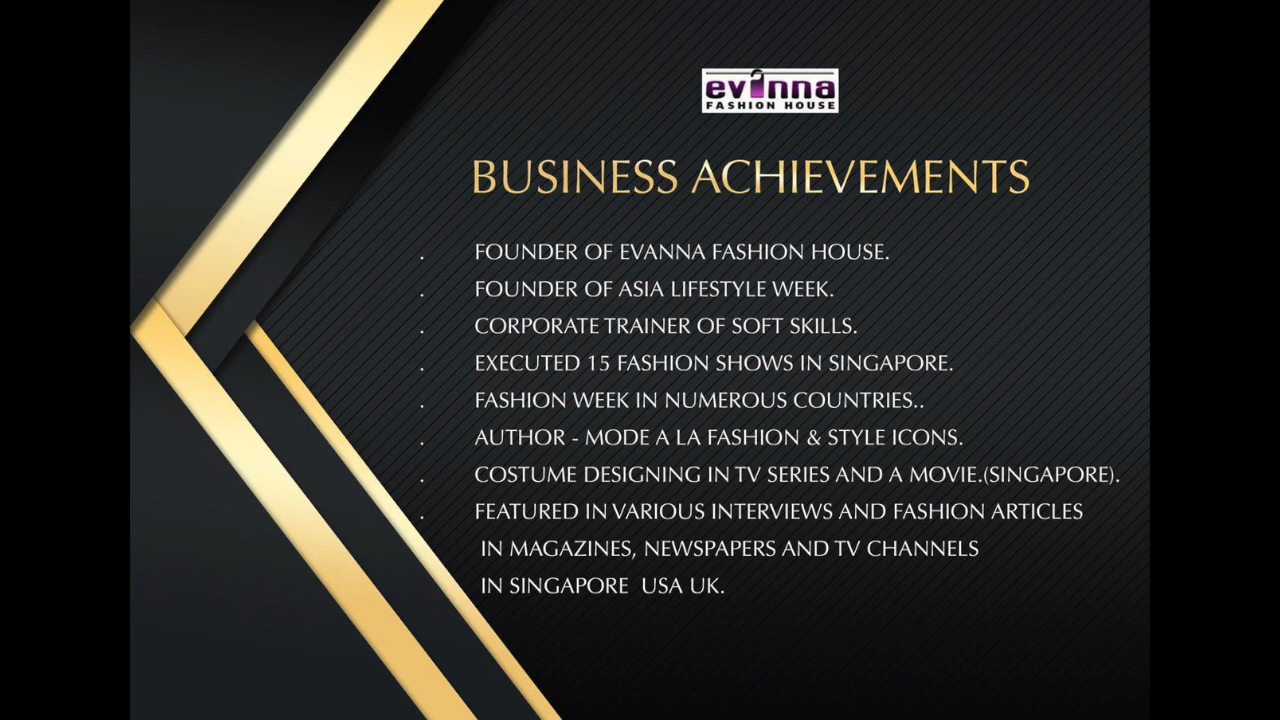 evinna
FASHION HOUSE
BUSINESS ACHIEVEMENTS
. FOUNDER OF EVANNA FASHION HOUSE.
. FOUNDER OF ASIA LIFESTYLE WEEK.
. CORPORATE TRAINER OF SOFT SKILLS.
. EXECUTED 15 FASHION SHOWS IN SINGAPORE.
. FASHION WEEK IN NUMEROUS COUNTRIES..
. AUTHOR - MODE A LA FASHION & STYLE ICONS.
. COSTUME DESIGNING IN TV SERIES AND A MOVIE.(SINGAPORE).
. FEATURED IN VARIOUS INTERVIEWS AND FASHION ARTICLES
IN MAGAZINES, NEWSPAPERS AND TV CHANNELS
IN SINGAPORE  USA UK.